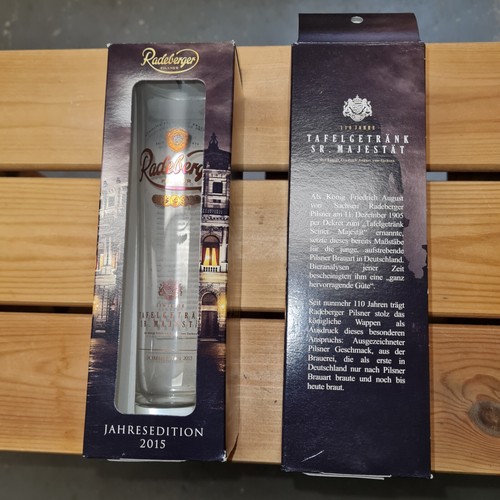 Radeberger
PILSNER
Radeberg
TAFELGETRÄNK
SR. MAJESTÄT
JAHRESEDITION
2015
110 JAHRE
TAFELGETRÄNK
SR. MAJESTÄT
Als König Friedrich August
von Sachsen Radeberger
Pilsner am 11. Dezember 1905
per Dekret zum „Tafelgetränk
Seiner Majestät“ ernannte,
setzte dieses bereits Maßstäbe
für die junge, aufstrebende
Pilsner Brauart in Deutschland.
Bieranalysen jener Zeit
bescheinigten ihm eine „ganz
hervorragende Güte“.
Seit nunmehr 110 Jahren trägt
Radeberger Pilsner stolz das
königliche Wappen als
Ausdruck dieses besonderen
Anspruchs: Ausgezeichneter
Pilsner Geschmack, aus der
Brauerei, die als erste in
Deutschland nur nach Pilsner
Brauart braute und noch bis
heute braut.